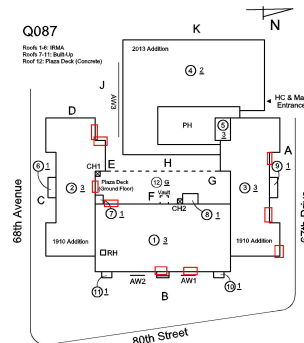 K
N
Q087
Roofs 1-6: IRMA
Roofs 7-11: Built-Up
Roof 12: Plaza Deck (Concrete)
2013 Addition
4 2
J
AW3
HC & Ma
Entrance
D
PH
5
3
A
CH1
E
H
G
6 1
2 3
12 G
Plaza Deck
(Ground Floor)
Vault
F
CH2
3 3
9 1
C
7 1
8 1
68th Avenue
67th Drive
1910 Addition
1 3
1910 Addition
RH
11 1
AW2
B
AW1
10 1
80th Street